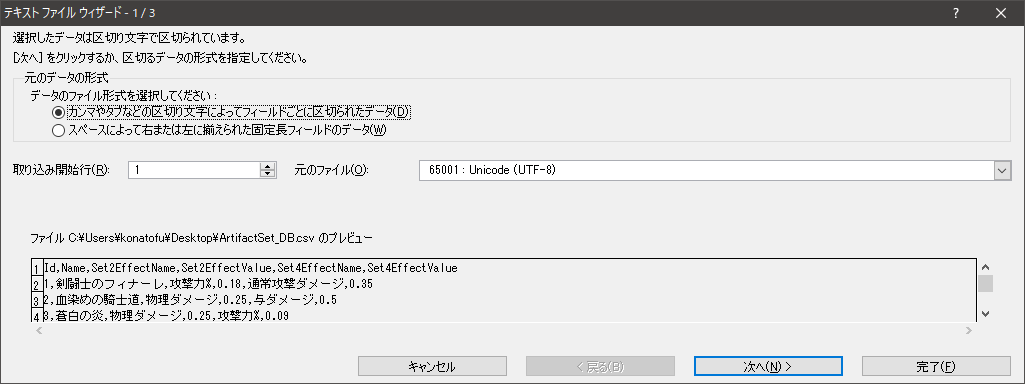 テキスト ファイル ウィザード - 1 / 3
選択したデータは区切り文字で区切られています。
[次へ] をクリックするか、区切るデータの形式を指定してください。
元のデータの形式
データのファイル形式を選択してください:
カンマやタブなどの区切り文字によってフィールドごとに区切られたデータ(D)
スペースによって右または左に揃えられた固定長フィールドのデータ(W)
取り込み開始行(R): 1 元のファイル(O): 65001 : Unicode (UTF-8)
ファイル C:¥Users¥konatofu¥Desktop¥ArtifactSet_DB.csv のプレビュー
1 Id,Name,Set2EffectName,Set2EffectValue,Set4EffectName,Set4EffectValue
2 1,剣闘士のフィナーレ,攻撃力%,0.18,通常攻撃ダメージ,0.35
3 2,血染めの騎士道,物理ダメージ,0.25,与ダメージ,0.5
4 3,蒼白の炎,物理ダメージ,0.25,攻撃力%,0.09
キャンセル < 戻る(B) 次へ(N) > 完了(F)